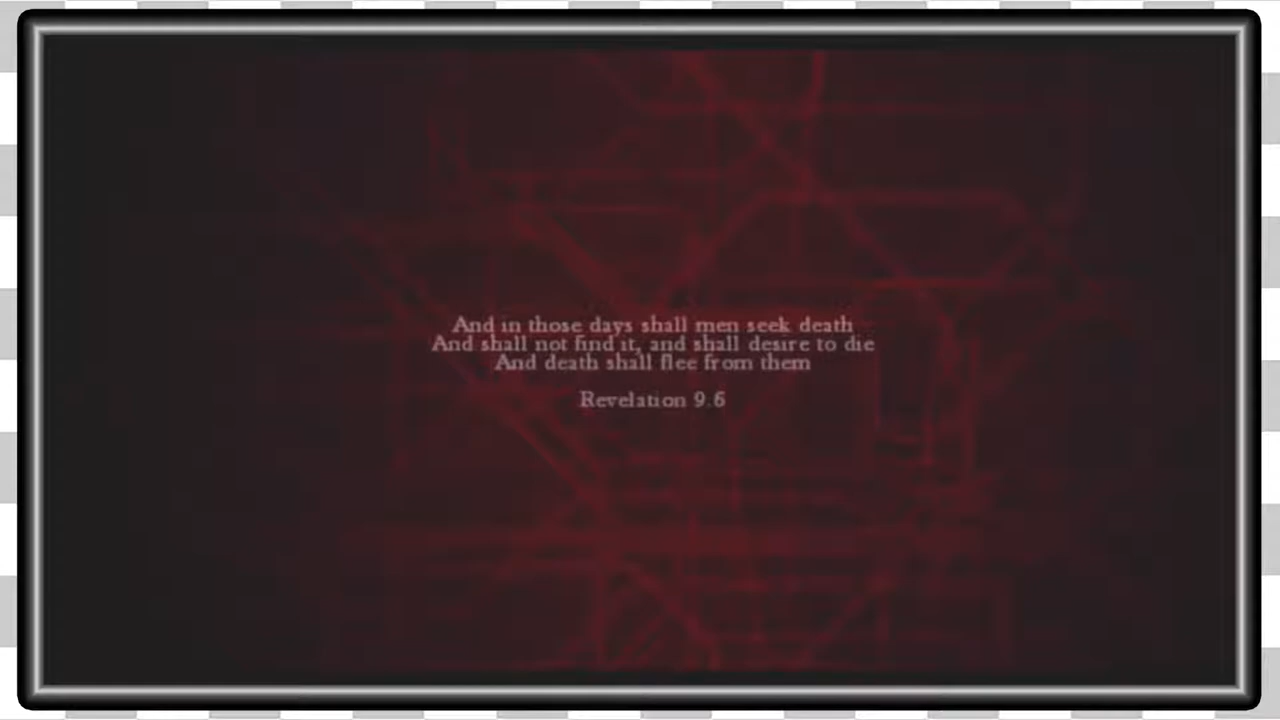 And in those days shall men seek death
And shall not find it, and shall desire to die
And death shall flee from them
Revelation 9.6